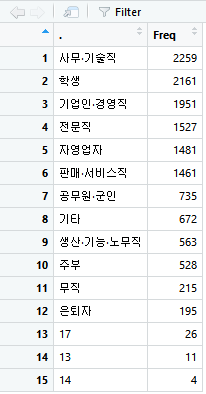 Filter
. Freq
1 사무·기술직 2259
2 학생 2161
3 기업인·경영직 1951
4 전문직 1527
5 자영업자 1481
6 판매·서비스직 1461
7 공무원·군인 735
8 기타 672
9 생산·기능·노무직 563
10 주부 528
11 무직 215
12 은퇴자 195
13 17 26
14 13 11
15 14 4